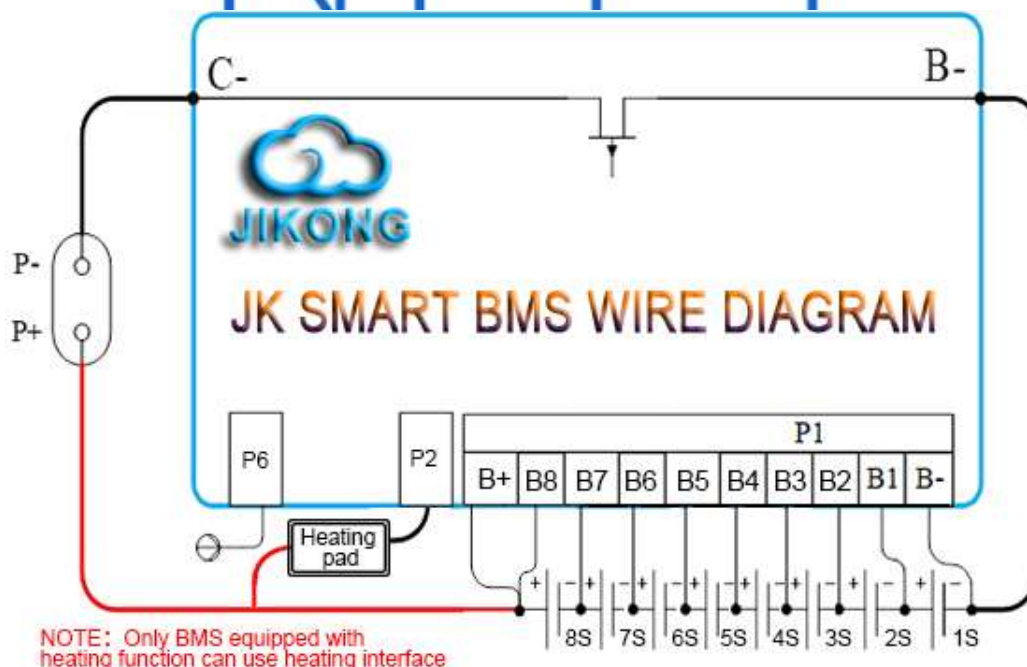 C-
B-
JIKONG
P-
P+
JK SMART BMS WIRE DIAGRAM
P1
P6
P2
B+ B8 B7 B6 B5 B4 B3 B2 B1 B-
Heating
pad
+ - + - + - + - + - + - + - + -
8S 7S 6S 5S 4S 3S 2S 1S
NOTE: Only BMS equipped with
heating function can use heating interface